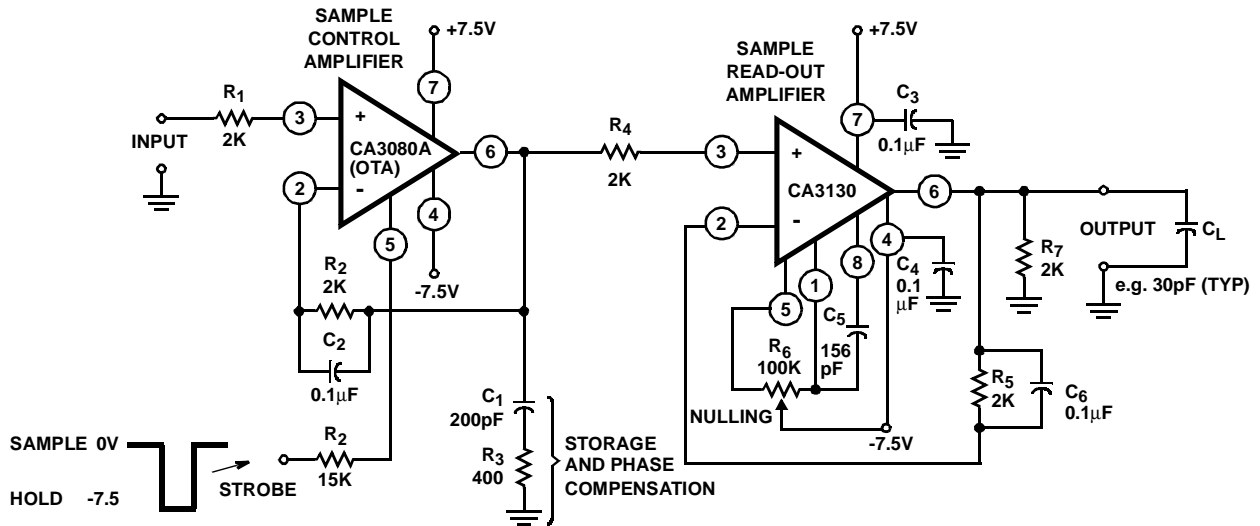 SAMPLE
CONTROL
AMPLIFIER
+7.5V
7
R1
2K
3
+
INPUT
CA3080A
(OTA)
6
2
-
4
5
-7.5V
R2
2K
C2
0.1μF
R4
2K
C1
200pF
R3
400
STORAGE
AND PHASE
COMPENSATION
SAMPLE 0V
HOLD -7.5
STROBE
R2
15K
SAMPLE
READ-OUT
AMPLIFIER
+7.5V
7
C3
0.1μF
3
+
CA3130
6
2
-
4
8
1
5
C4
0.1
μF
C5
156
pF
R6
100K
NULLING
-7.5V
R7
2K
OUTPUT
CL
e.g. 30pF (TYP)
R5
2K
C6
0.1μF